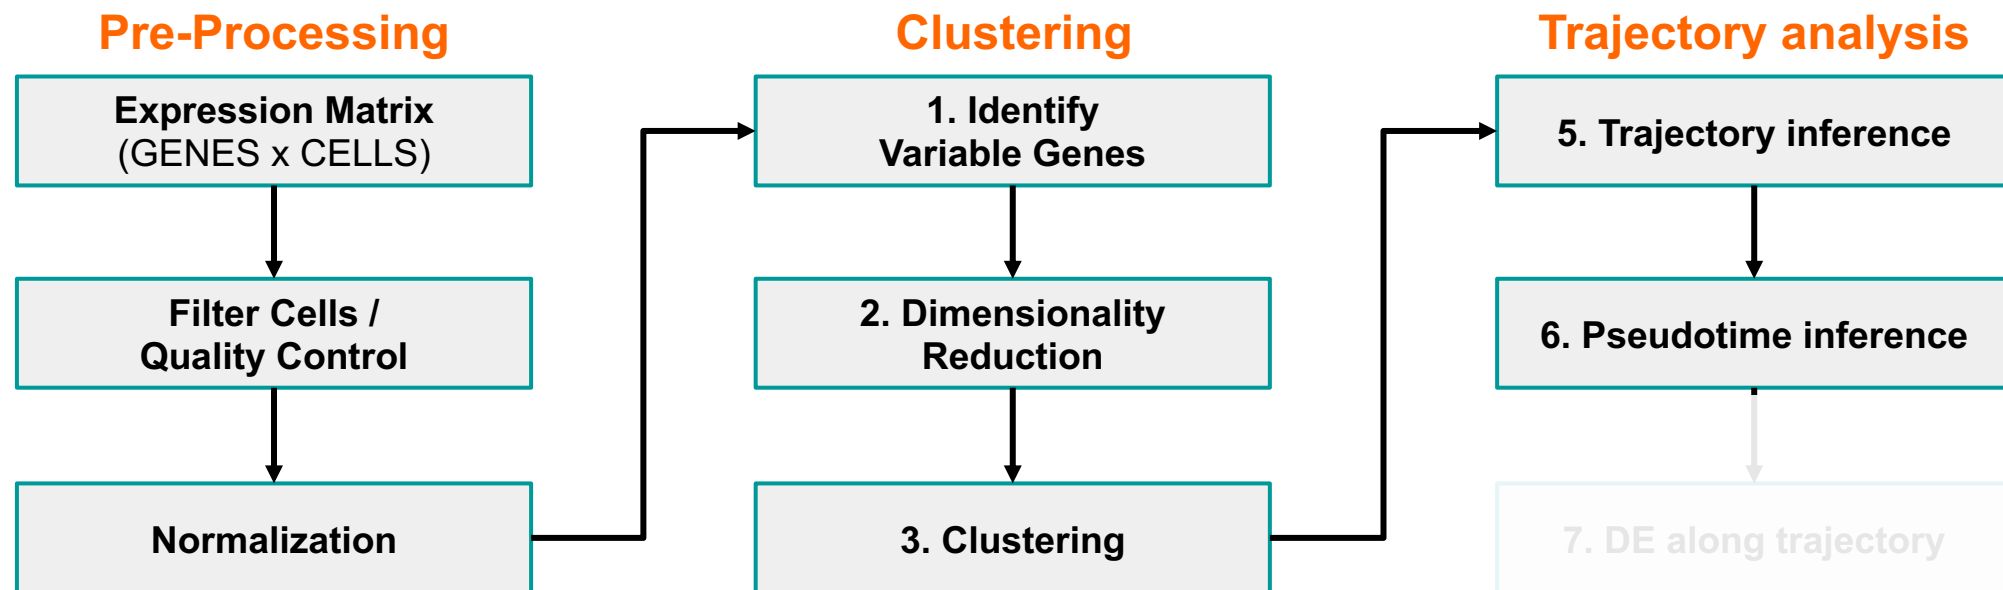 Pre-Processing
Expression Matrix
(GENES x CELLS)
Filter Cells /
Quality Control
Normalization
Clustering
1. Identify
Variable Genes
2. Dimensionality
Reduction
3. Clustering
Trajectory analysis
5. Trajectory inference
6. Pseudotime inference
7. DE along trajectory